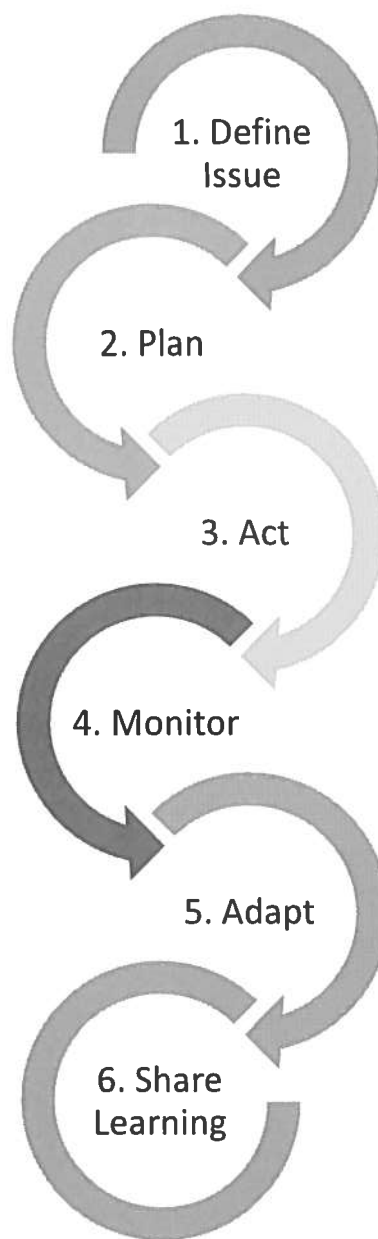 1. Define
Issue
2. Plan
3. Act
4. Monitor
5. Adapt
6. Share
Learning